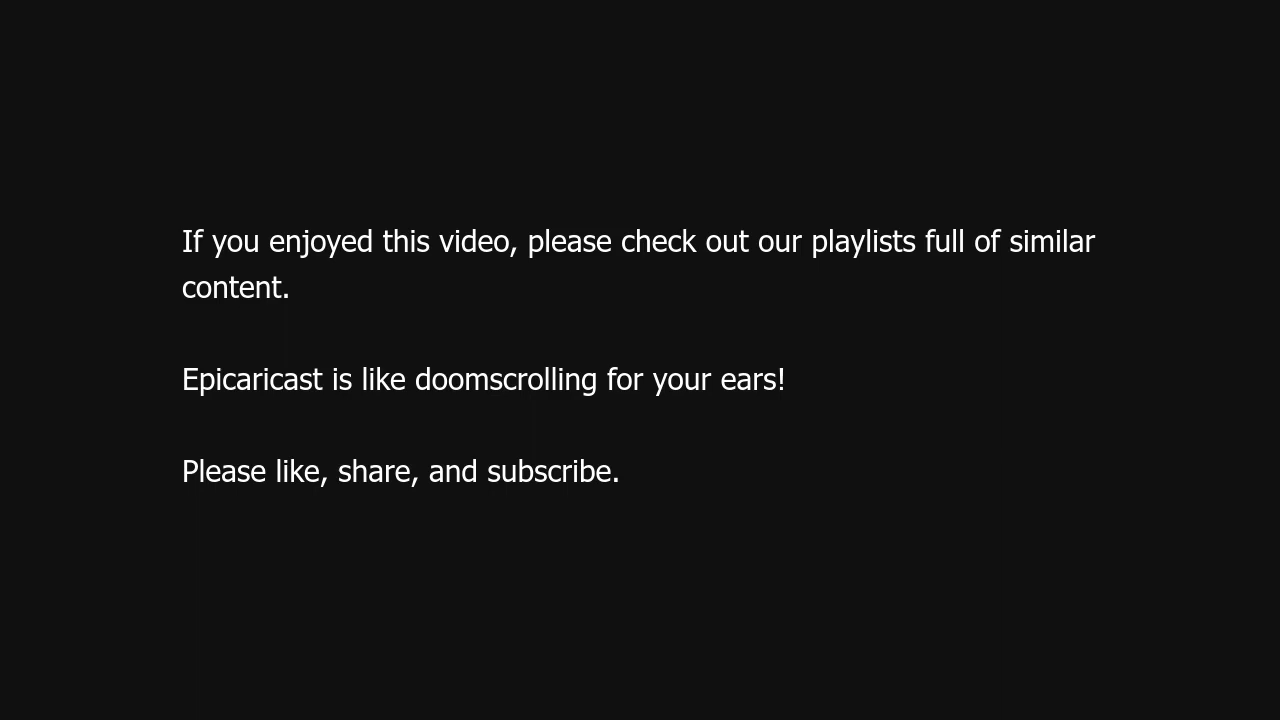 If you enjoyed this video, please check out our playlists full of similar
content.
Epicaricast is like doomscrolling for your ears!
Please like, share, and subscribe.